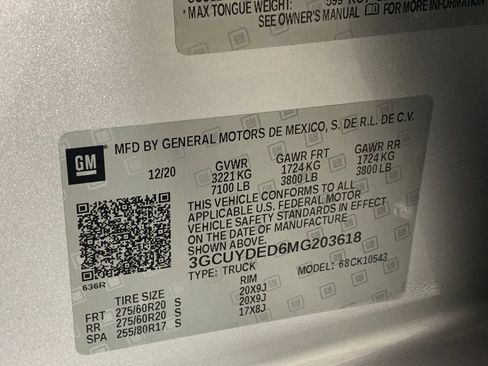 * MAX TONGUE WEIGHT:
SEE OWNER'S MANUAL FOR MORE INFORMATION
GM
MFD BY GENERAL MOTORS DE MEXICO, S. DE R.L. DE C.V.
12/20 GVWR GAWR FRT GAWR RR
3221 KG 1724 KG 1724 KG
7100 LB 3800 LB 3800 LB
THIS VEHICLE CONFORMS TO ALL
APPLICABLE U.S. FEDERAL MOTOR
VEHICLE SAFETY STANDARDS IN EFFECT
ON THE DATE OF MANUFACTURE
SHOWN ABOVE.
3GCUYDED6MG203618
TYPE: TRUCK 68CK10543
636R
TIRE SIZE RIM
FRT 275/60R20 S 20X9J
RR 275/60R20 S 20X9J
SPA 255/80R17 S 17X8J